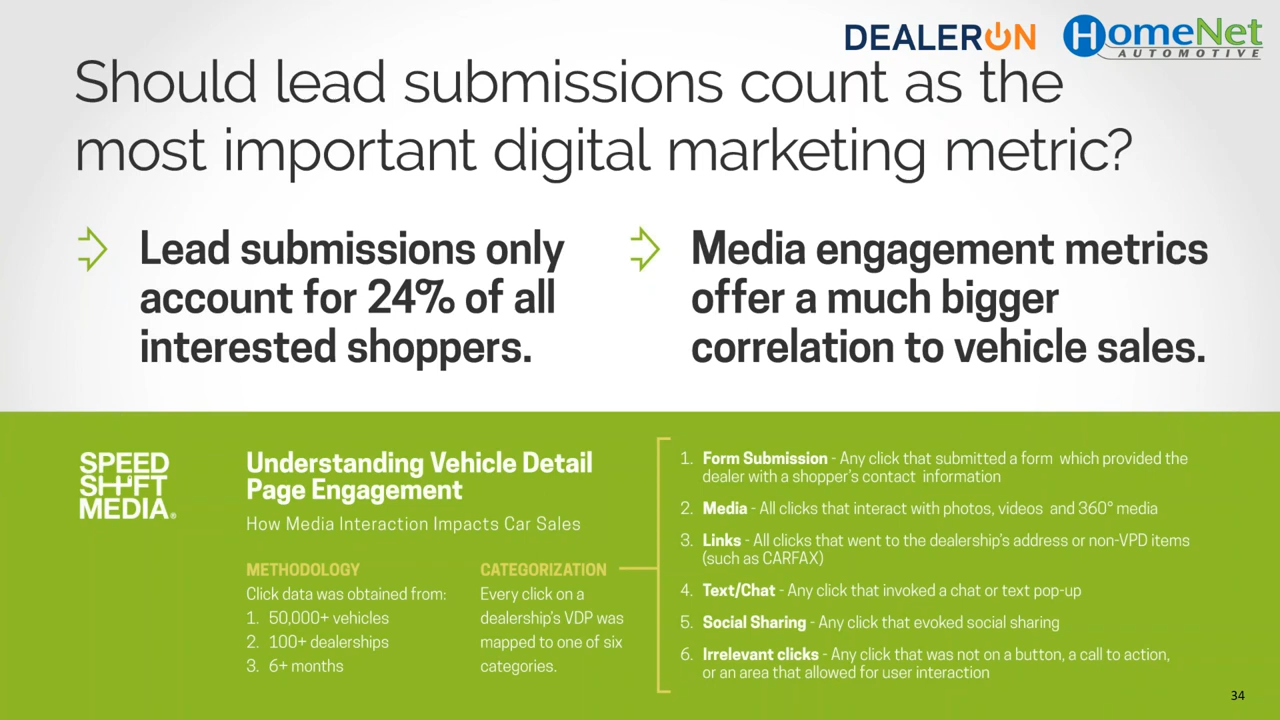 DEALERON
HomeNet
AUTOMOTIVE
Should lead submissions count as the
most important digital marketing metric?
Lead submissions only
account for 24% of all
interested shoppers.
Media engagement metrics
offer a much bigger
correlation to vehicle sales.
SPEED
SHIFT
MEDIA®
Understanding Vehicle Detail
Page Engagement
How Media Interaction Impacts Car Sales
METHODOLOGY
Click data was obtained from:
1. 50,000+ vehicles
2. 100+ dealerships
3. 6+ months
CATEGORIZATION
Every click on a
dealership's VDP was
mapped to one of six
categories.
1. Form Submission - Any click that submitted a form which provided the
dealer with a shopper's contact information
2. Media - All clicks that interact with photos, videos and 360° media
3. Links - All clicks that went to the dealership's address or non-VPD items
(such as CARFAX)
4. Text/Chat - Any click that invoked a chat or text pop-up
5. Social Sharing - Any click that evoked social sharing
6. Irrelevant clicks - Any click that was not on a button, a call to action,
or an area that allowed for user interaction
34